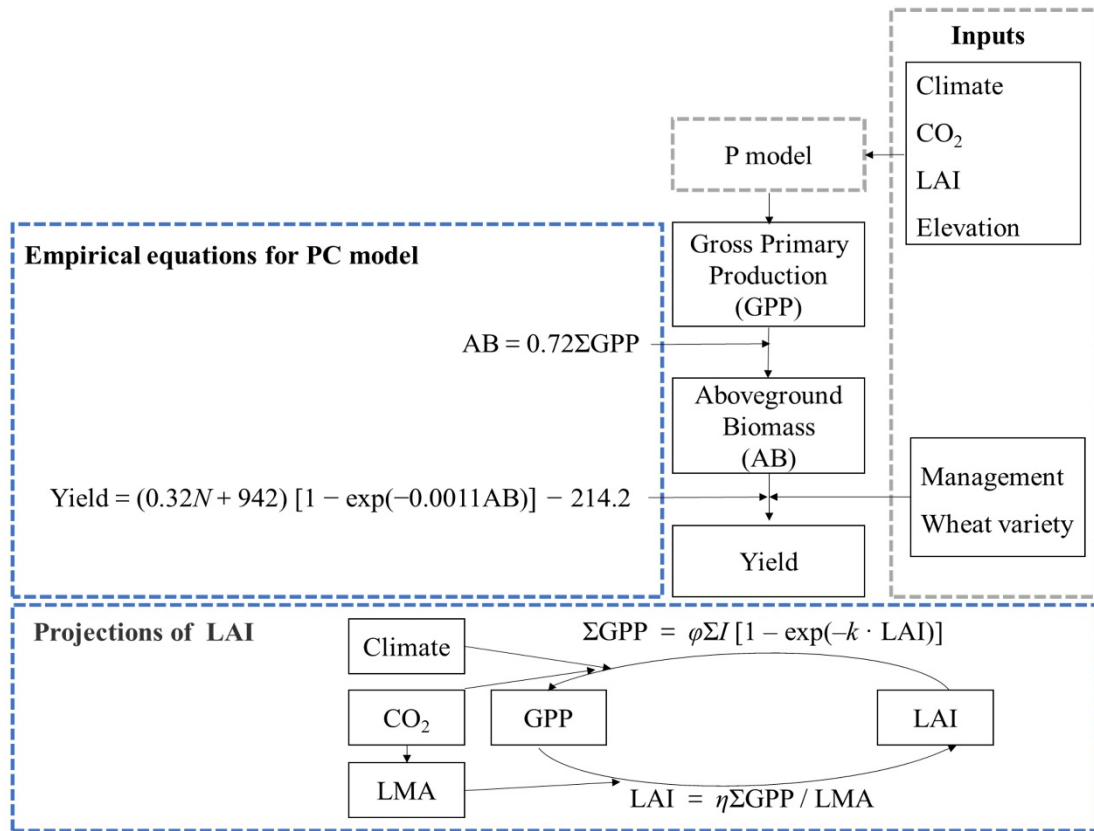 Inputs
Climate
CO₂
LAI
Elevation
P model
Gross Primary
Production
(GPP)
Empirical equations for PC model
AB = 0.72ΣGPP
Aboveground
Biomass
(AB)
Yield = (0.32N + 942) [1 − exp(−0.0011AB)] − 214.2
Management
Wheat variety
Yield
Projections of LAI
ΣGPP = φΣI [1 – exp(–k · LAI)]
Climate
CO₂
GPP
LAI
LMA
LAI = ηΣGPP / LMA